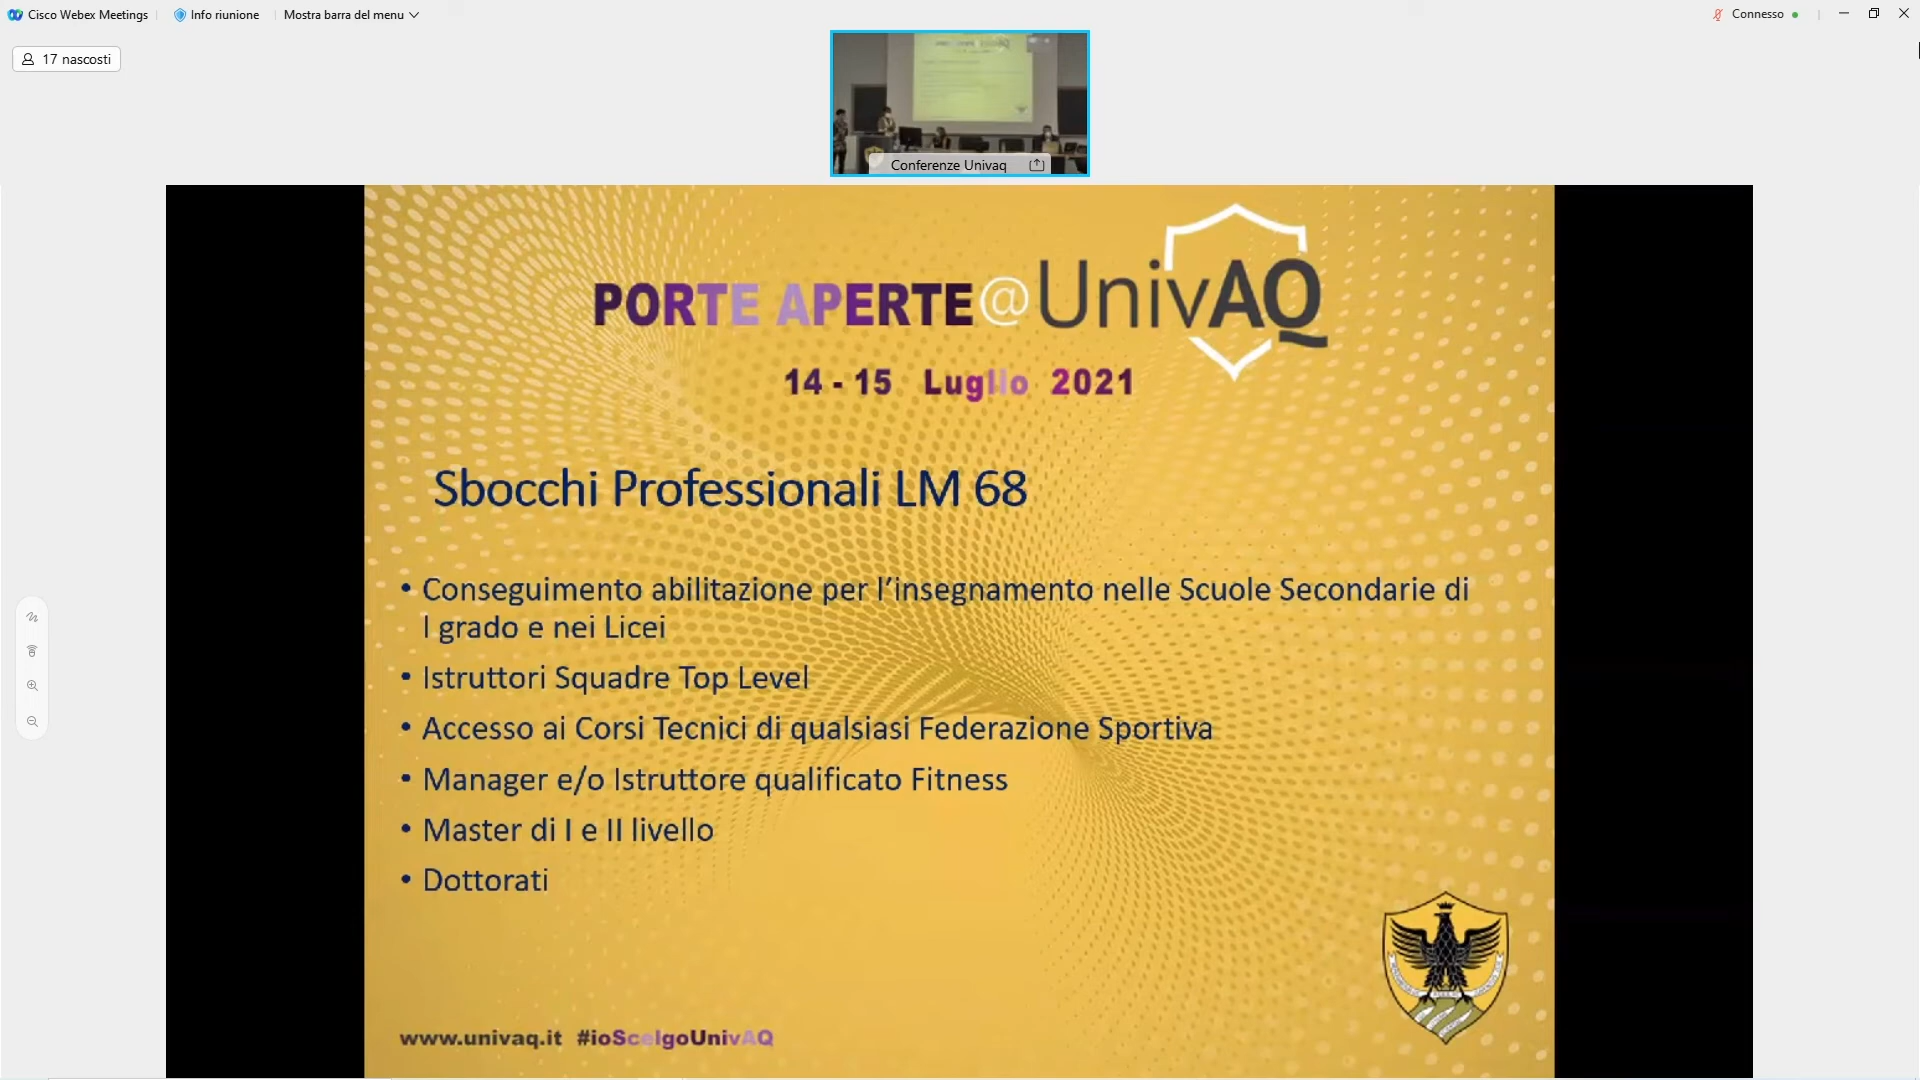 Cisco Webex Meetings
Info riunione
Mostra barra del menu
Connesso
17 nascosti
Conferenze Univaq
PORTE APERTE@UnivAQ
14 - 15 Luglio 2021
Sbocchi Professionali LM 68
• Conseguimento abilitazione per l’insegnamento nelle Scuole Secondarie di
I grado e nei Licei
• Istruttori Squadre Top Level
• Accesso ai Corsi Tecnici di qualsiasi Federazione Sportiva
• Manager e/o Istruttore qualificato Fitness
• Master di I e II livello
• Dottorati
www.univaq.it #ioScelgoUnivAQ